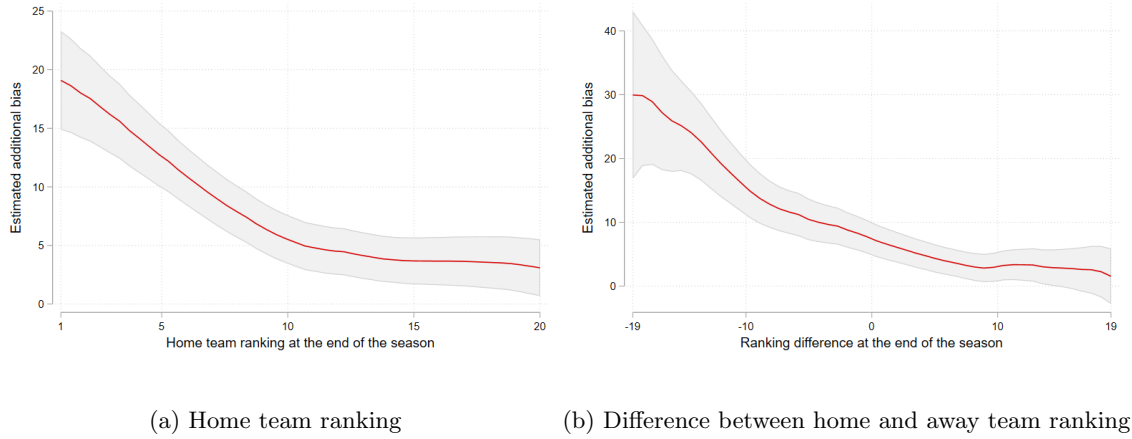 25
20
15
10
5
0
Estimated additional bias
1 5 10 15 20
Home team ranking at the end of the season
40
30
20
10
0
Estimated additional bias
-19 -10 0 10 19
Ranking difference at the end of the season
(a) Home team ranking
(b) Difference between home and away team ranking